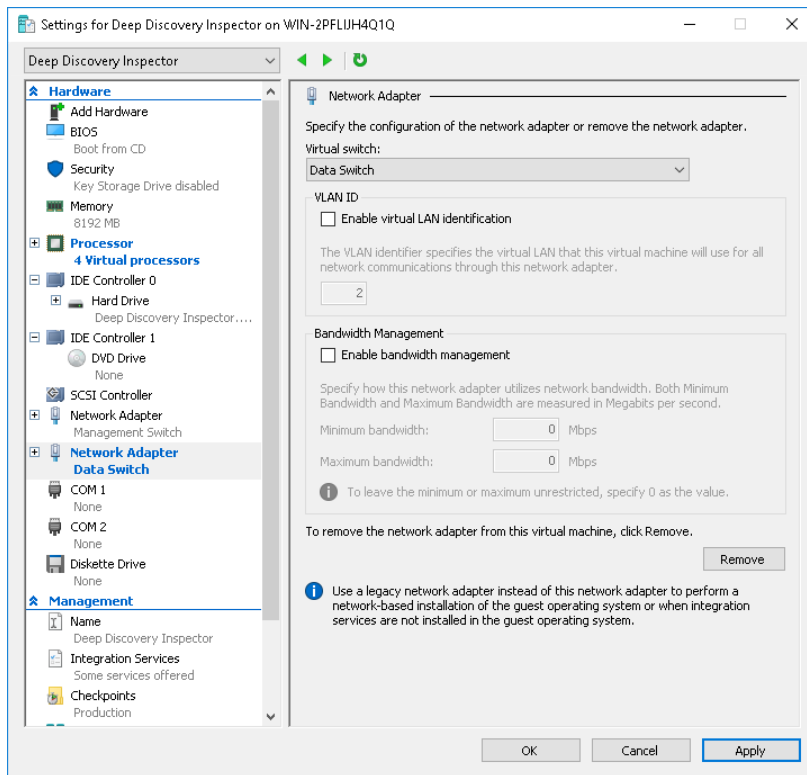 Settings for Deep Discovery Inspector on WIN-2PFLIJH4Q1Q
Deep Discovery Inspector
Hardware
Add Hardware
BIOS
Boot from CD
Security
Key Storage Drive disabled
Memory
8192 MB
Processor
4 Virtual processors
IDE Controller 0
Hard Drive
Deep Discovery Inspector....
IDE Controller 1
DVD Drive
None
SCSI Controller
Network Adapter
Management Switch
Network Adapter
Data Switch
COM 1
None
COM 2
None
Diskette Drive
None
Management
Name
Deep Discovery Inspector
Integration Services
Some services offered
Checkpoints
Production
Network Adapter
Specify the configuration of the network adapter or remove the network adapter.
Virtual switch:
Data Switch
VLAN ID
Enable virtual LAN identification
The VLAN identifier specifies the virtual LAN that this virtual machine will use for all
network communications through this network adapter.
2
Bandwidth Management
Enable bandwidth management
Specify how this network adapter utilizes network bandwidth. Both Minimum
Bandwidth and Maximum Bandwidth are measured in Megabits per second.
Minimum bandwidth: 0 Mbps
Maximum bandwidth: 0 Mbps
To leave the minimum or maximum unrestricted, specify 0 as the value.
To remove the network adapter from this virtual machine, click Remove.
Remove
Use a legacy network adapter instead of this network adapter to perform a
network-based installation of the guest operating system or when integration
services are not installed in the guest operating system.
OK Cancel Apply